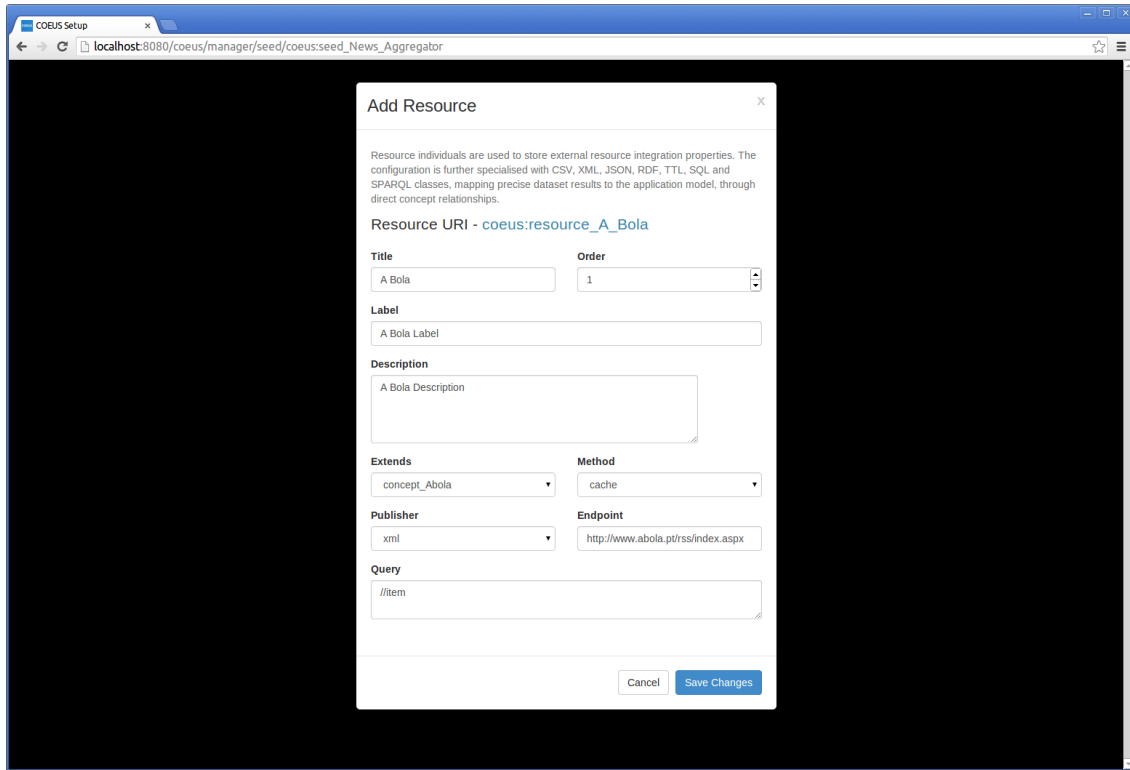 COEUS Setup
localhost:8080/coeus/manager/seed/coeus:seed_News_Aggregator
Add Resource
x
Resource individuals are used to store external resource integration properties. The
configuration is further specialised with CSV, XML, JSON, RDF, TTL, SQL and
SPARQL classes, mapping precise dataset results to the application model, through
direct concept relationships.
Resource URI - coeus:resource_A_Bola
Title Order
A Bola 1
Label
A Bola Label
Description
A Bola Description
Extends Method
concept_Abola cache
Publisher Endpoint
xml http://www.abola.pt/rss/index.aspx
Query
//item
Cancel Save Changes